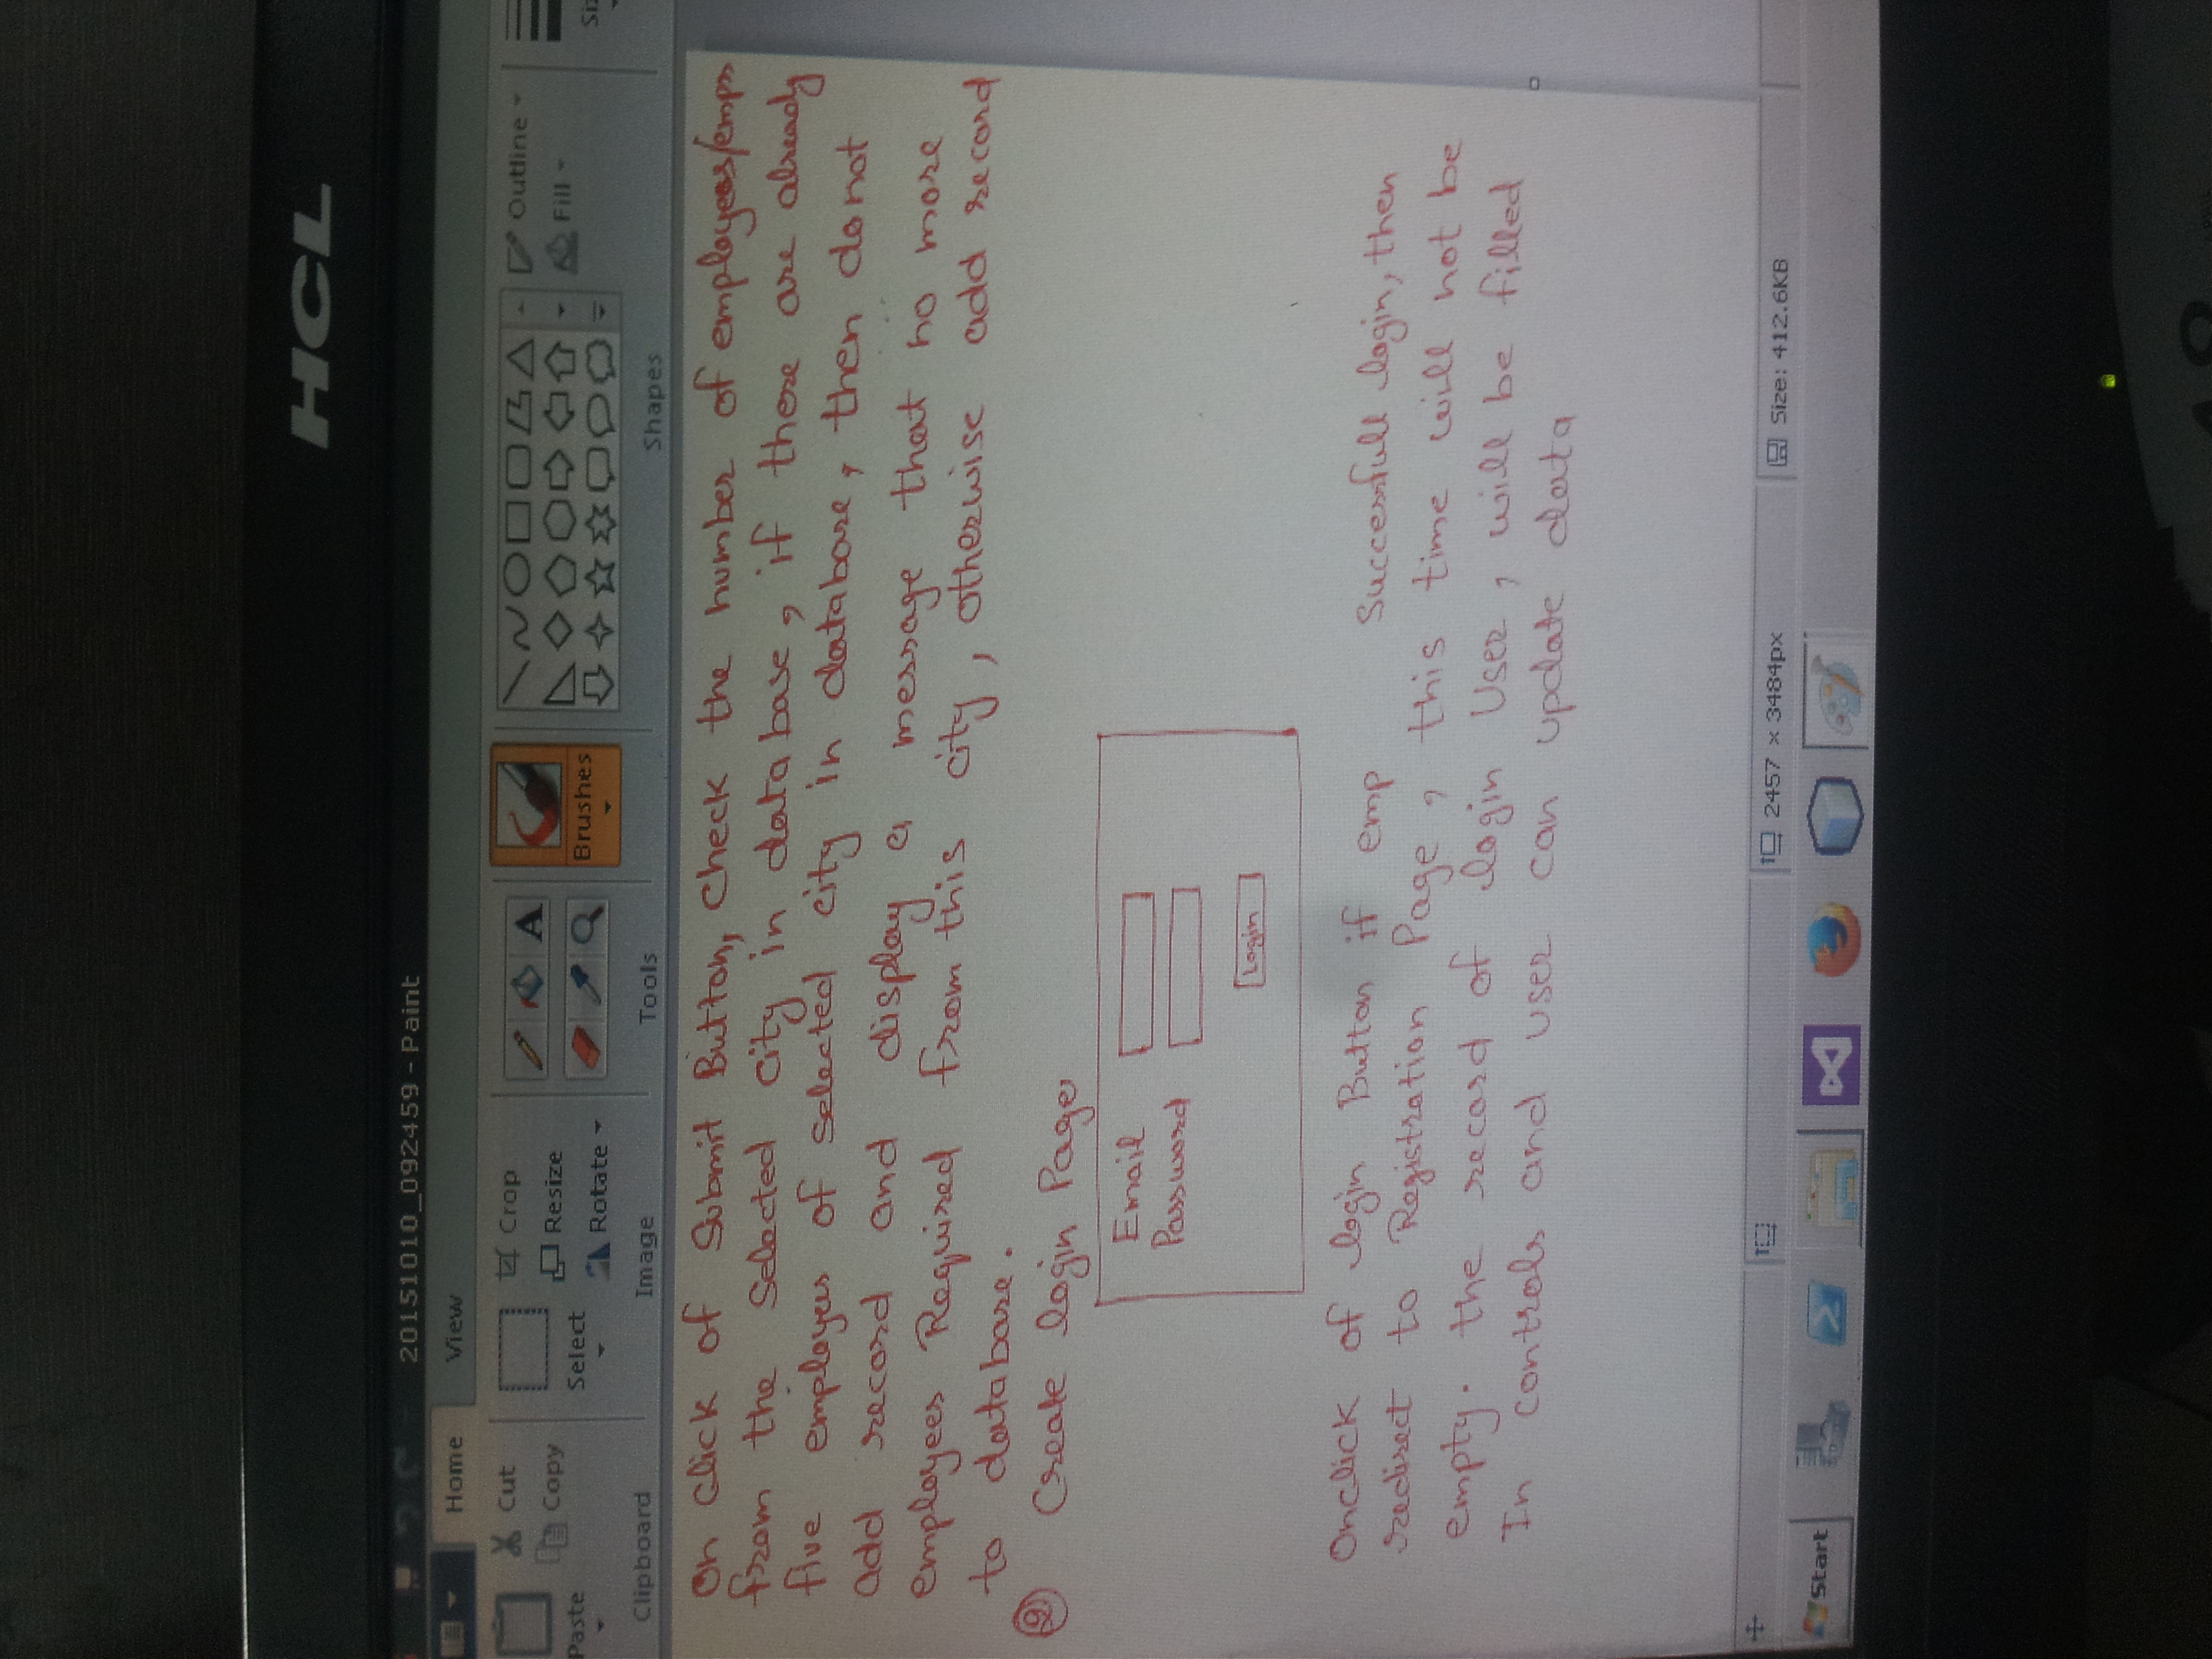 HCL
20151010_092459 - Paint
Home View
Cut
Copy
Paste
Clipboard
Select
Crop
Resize
Rotate
Image
A
Tools
Brushes
Shapes
Outline
Fill
On Click of Submit Button, Check the number of employees/emps
from the Selected city in database, if there are already
five employees of selected city in database, then do not
add record and display a message that no more
employees Required from this city, otherwise add record
to database.
2 Create login Page
Email
Password
Login
Onclick of login Button if emp Successfull login, then
redirect to Registration Page, this time will not be
empty. the record of login User, will be filled
In controls and user can update data
2457 × 3484px
Size: 412.6KB
Start